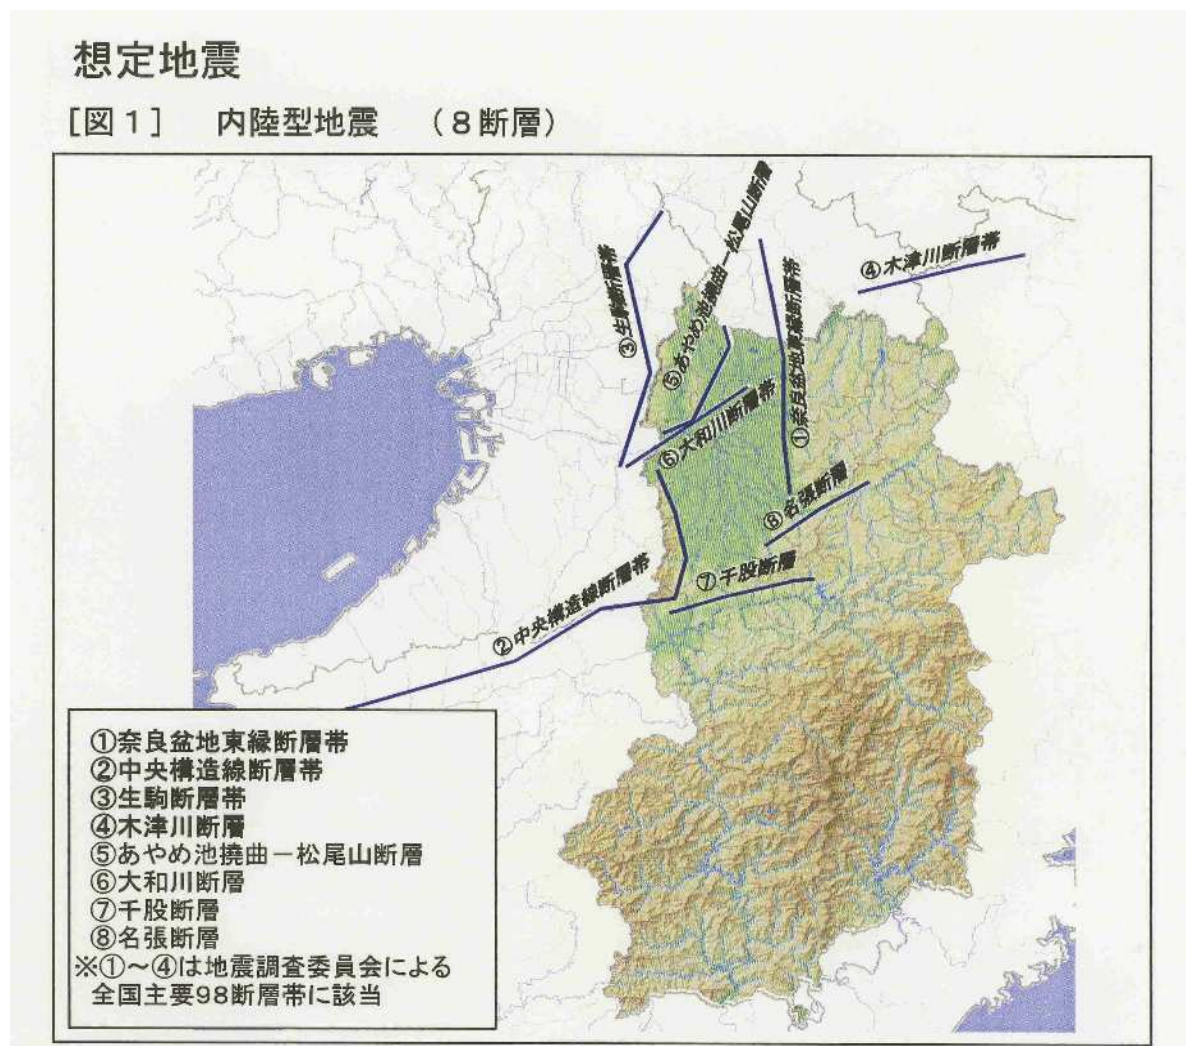 想定地震
［図１］　内陸型地震　（８断層）
⑤あやめ池撓曲－松尾山断層
③生駒断層帯
①奈良盆地東縁断層帯
④木津川断層帯
⑥大和川断層帯
⑧名張断層
⑦千股断層
②中央構造線断層帯
①奈良盆地東縁断層帯
②中央構造線断層帯
③生駒断層帯
④木津川断層
⑤あやめ池撓曲－松尾山断層
⑥大和川断層
⑦千股断層
⑧名張断層
※①～④は地震調査委員会による
全国主要98断層帯に該当